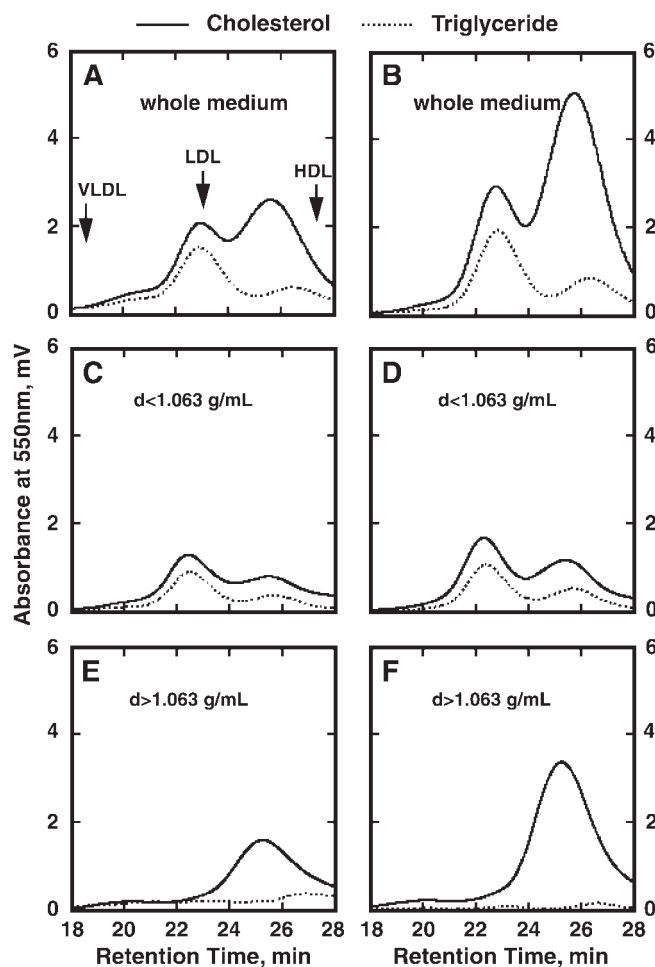 Cholesterol Triglyceride
A whole medium
B whole medium
VLDL LDL HDL
6 4 2 0
6 4 2 0
C d<1.063 g/mL
D d<1.063 g/mL
6 4 2 0
6 4 2 0
E d>1.063 g/mL
F d>1.063 g/mL
6 4 2 0
6 4 2 0
Absorbance at 550nm, mV
18 20 22 24 26 28
18 20 22 24 26 28
Retention Time, min
Retention Time, min